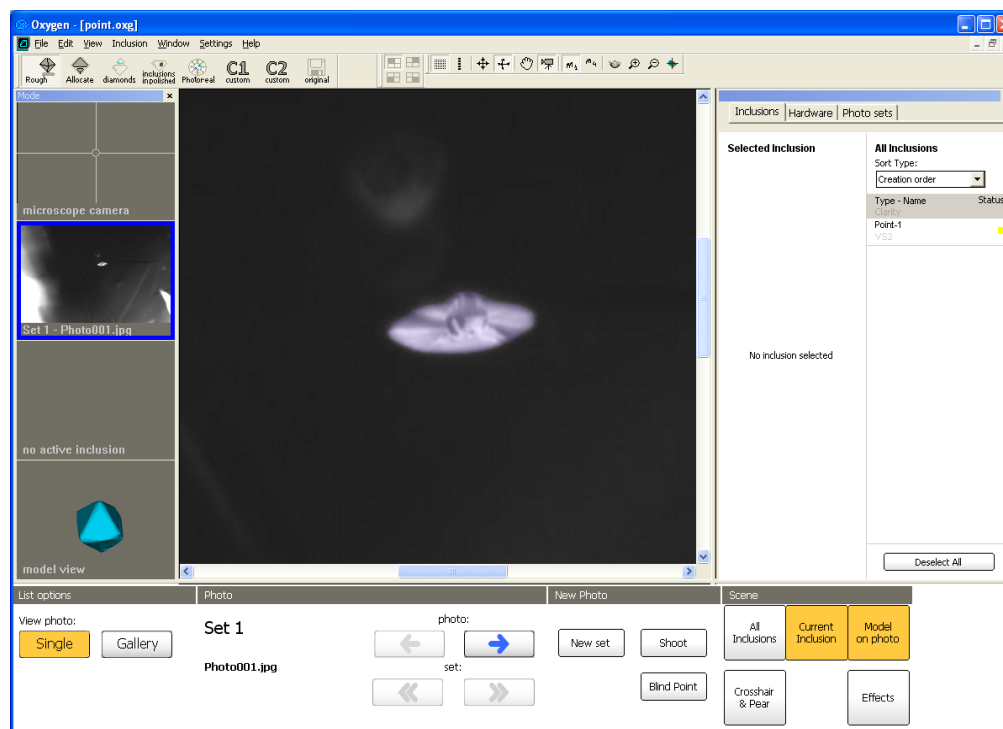 Oxygen - [point.oxg]
File Edit View Inclusion Window Settings Help
Rough Allocate diamonds inclusions inpolished Photoreal C1 custom C2 custom original
Mode
microscope camera
Set 1 - Photo001.jpg
no active inclusion
model view
Inclusions Hardware Photo sets
Selected Inclusion
No inclusion selected
All Inclusions
Sort Type:
Creation order
Type - Name Status
Clarity
Point-1
VS2
Deselect All
List options
View photo:
Single Gallery
Photo
Set 1
Photo001.jpg
photo:
set:
New Photo
New set Shoot
Blind Point
Scene
All Inclusions
Current Inclusion
Model on photo
Crosshair & Pear
Effects